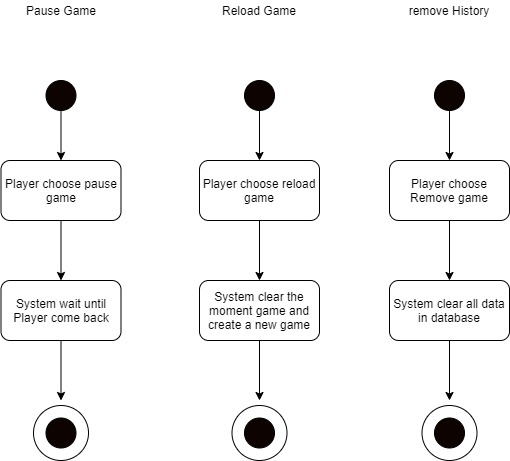 Pause Game
Reload Game
remove History
Player choose pause
game
Player choose reload
game
Player choose
Remove game
System wait until
Player come back
System clear the
moment game and
create a new game
System clear all data
in database